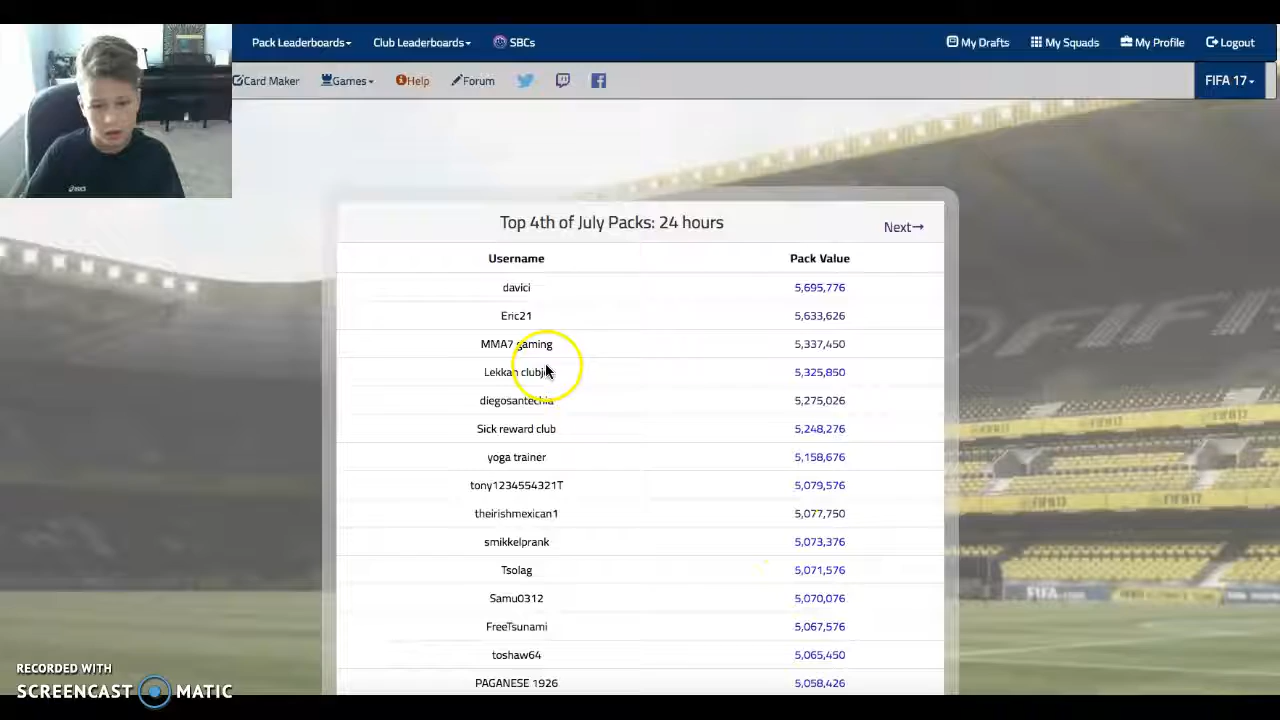 Pack Leaderboards Club Leaderboards SBCs My Drafts My Squads My Profile Logout
Card Maker Games Help Forum FIFA 17
Top 4th of July Packs: 24 hours Next→
Username Pack Value
davici 5,695,776
Eric21 5,633,626
MMA7 gaming 5,337,450
Lekkah 5,325,850
diegosantechia 5,275,026
Sick reward club 5,248,276
yoga trainer 5,158,676
tony1234554321T 5,079,576
theirishmexican1 5,077,750
smikkelprank 5,073,376
Tsolag 5,071,576
Samu0312 5,070,076
FreeTsunami 5,067,576
toshaw64 5,065,450
PAGANESE 1926 5,058,426
FIFA
FIFA17
FIFA17
FIFA
RECORDED WITH
SCREENCAST MATIC